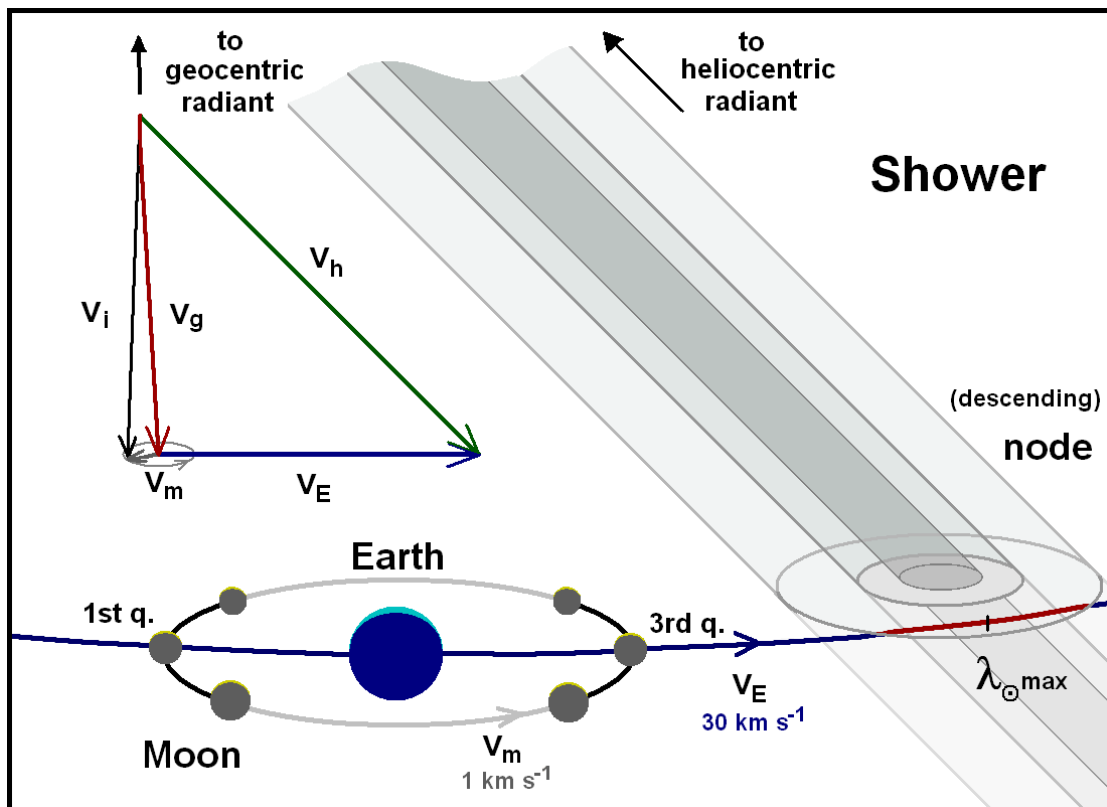 to
geocentric
radiant
to
heliocentric
radiant
Shower
V_h
V_i
V_g
(descending)
node
V_m
V_E
Earth
1st q.
3rd q.
λ_☉max
V_E
30 km s⁻¹
Moon
V_m
1 km s⁻¹